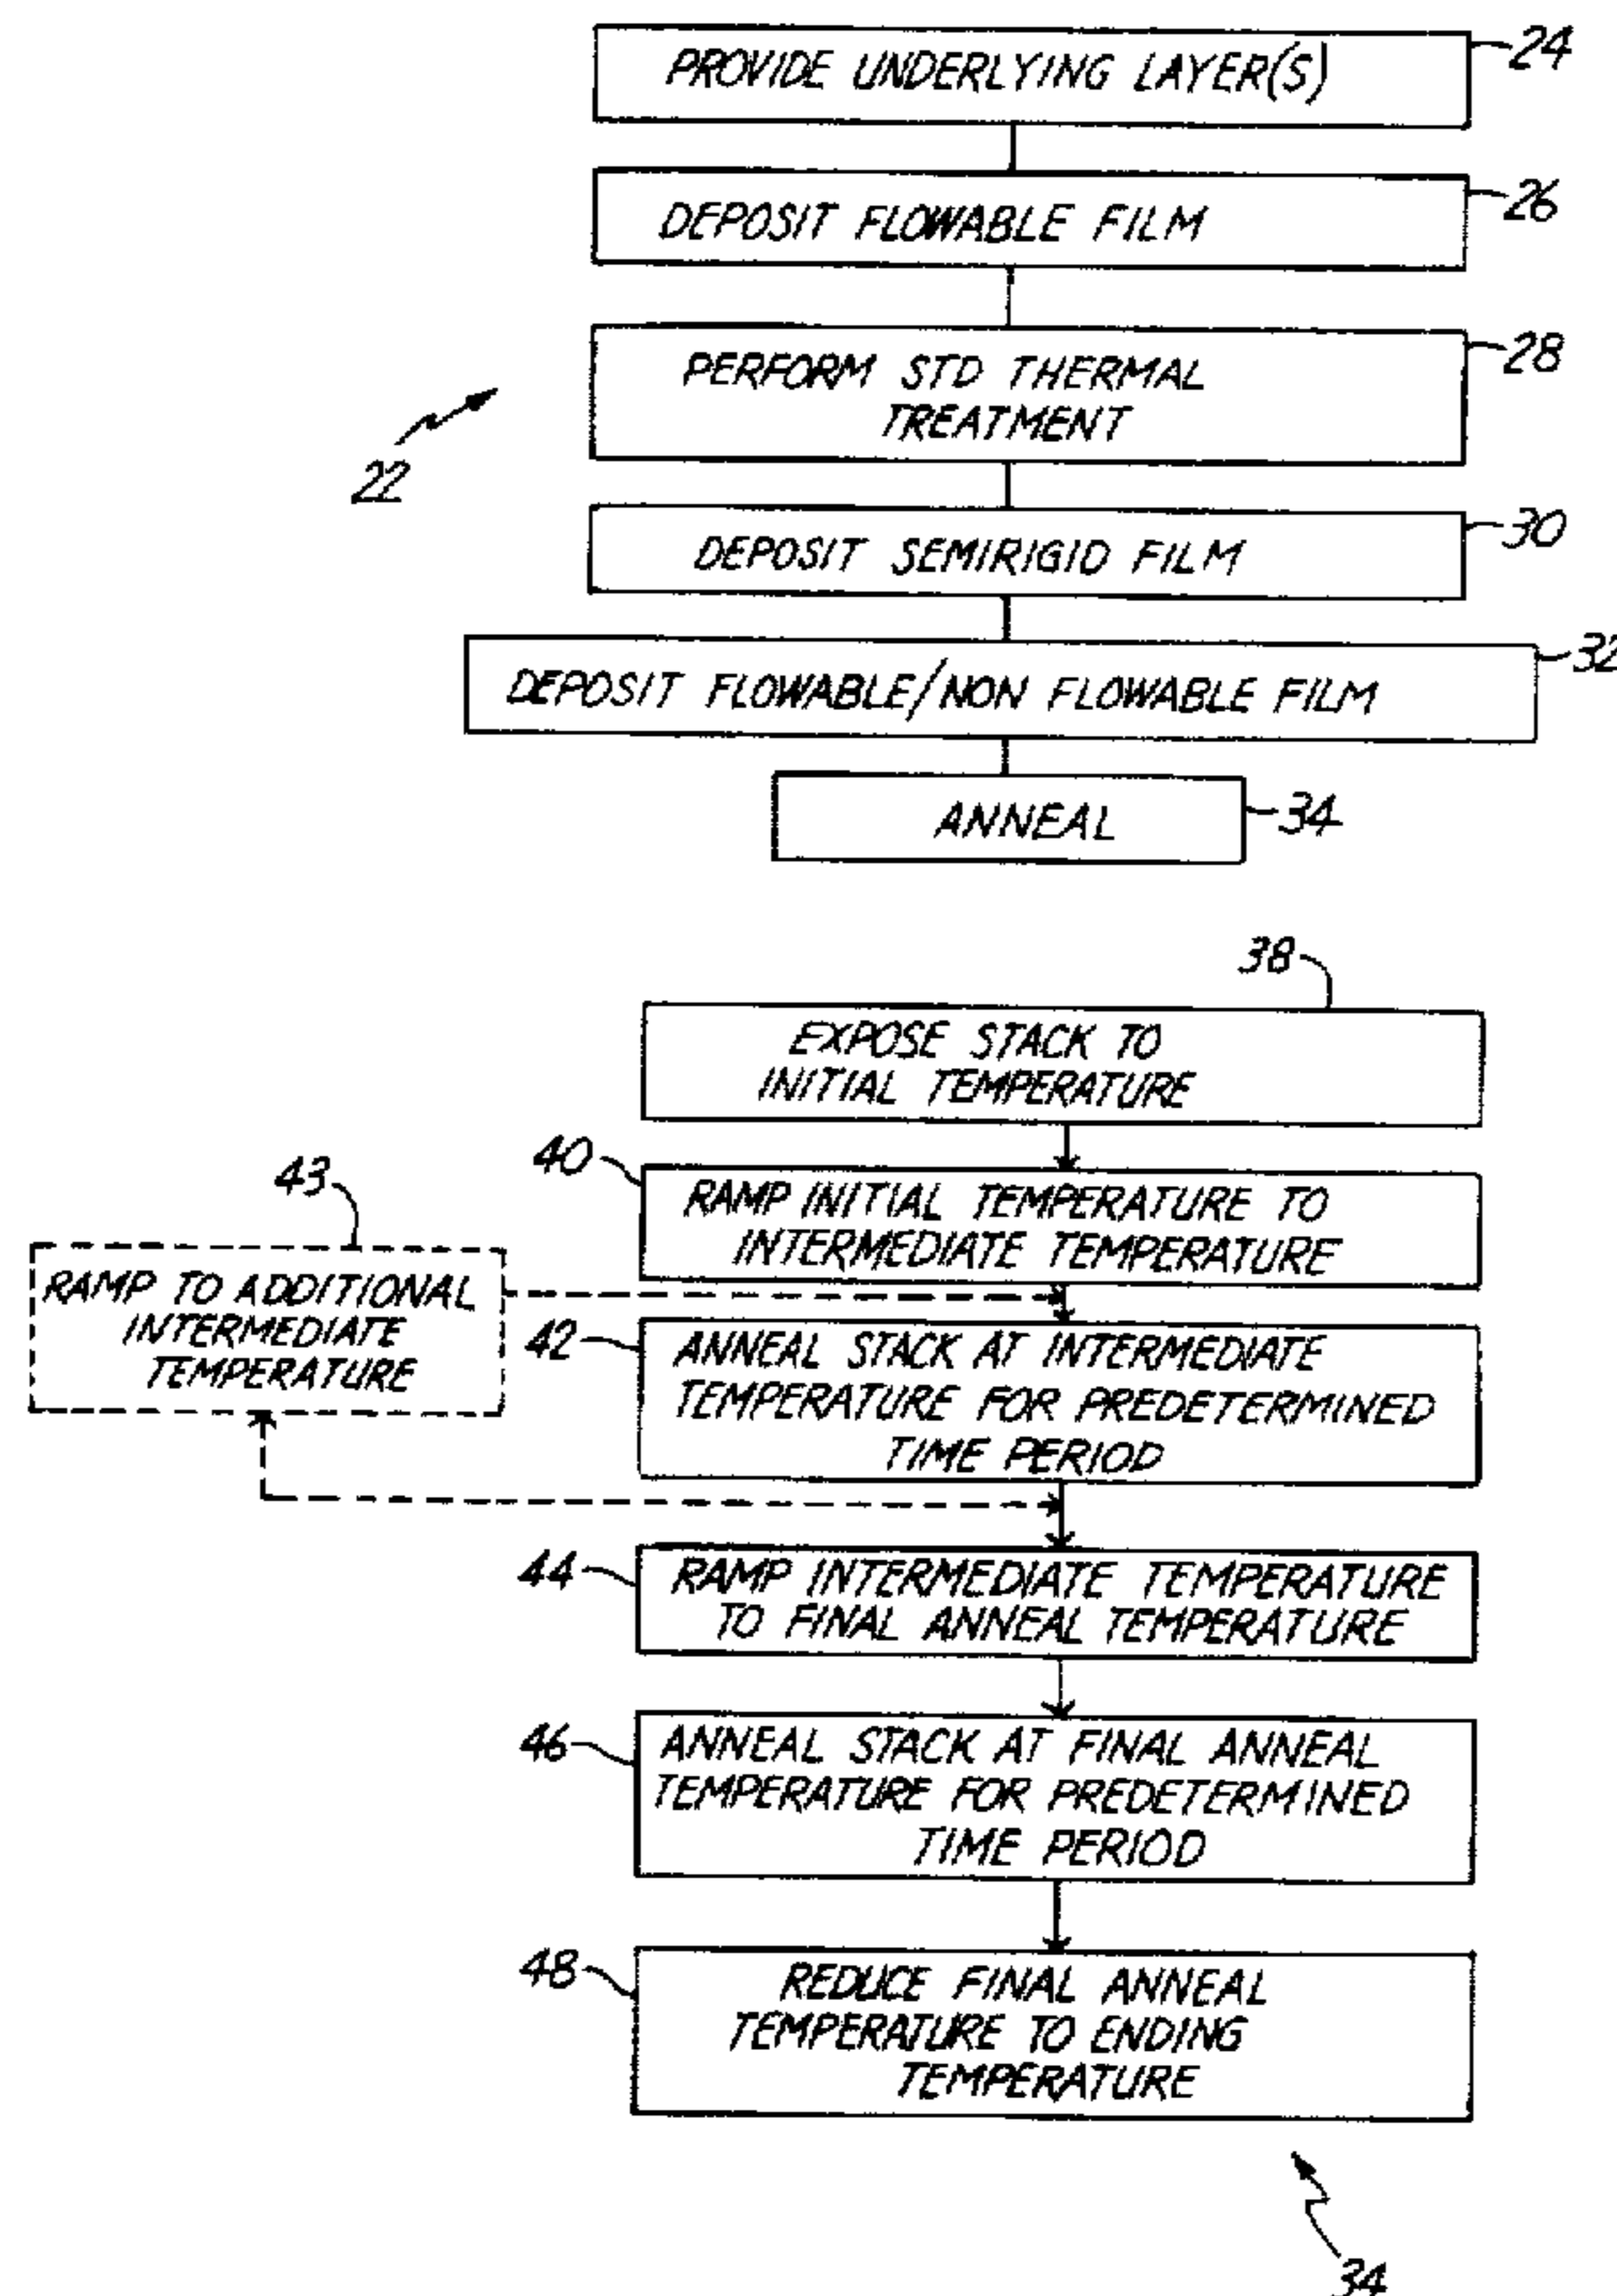 PROVIDE UNDERLYING LAYER(S)
24
DEPOSIT FLOWABLE FILM
26
PERFORM STD THERMAL
TREATMENT
28
22
DEPOSIT SEMIRIGID FILM
30
DEPOSIT FLOWABLE/NON FLOWABLE FILM
32
ANNEAL
34
38
EXPOSE STACK TO
INITIAL TEMPERATURE
40
RAMP INITIAL TEMPERATURE TO
INTERMEDIATE TEMPERATURE
43
RAMP TO ADDITIONAL
INTERMEDIATE
TEMPERATURE
42
ANNEAL STACK AT INTERMEDIATE
TEMPERATURE FOR PREDETERMINED
TIME PERIOD
44
RAMP INTERMEDIATE TEMPERATURE
TO FINAL ANNEAL TEMPERATURE
46
ANNEAL STACK AT FINAL ANNEAL
TEMPERATURE FOR PREDETERMINED
TIME PERIOD
48
REDUCE FINAL ANNEAL
TEMPERATURE TO ENDING
TEMPERATURE
34